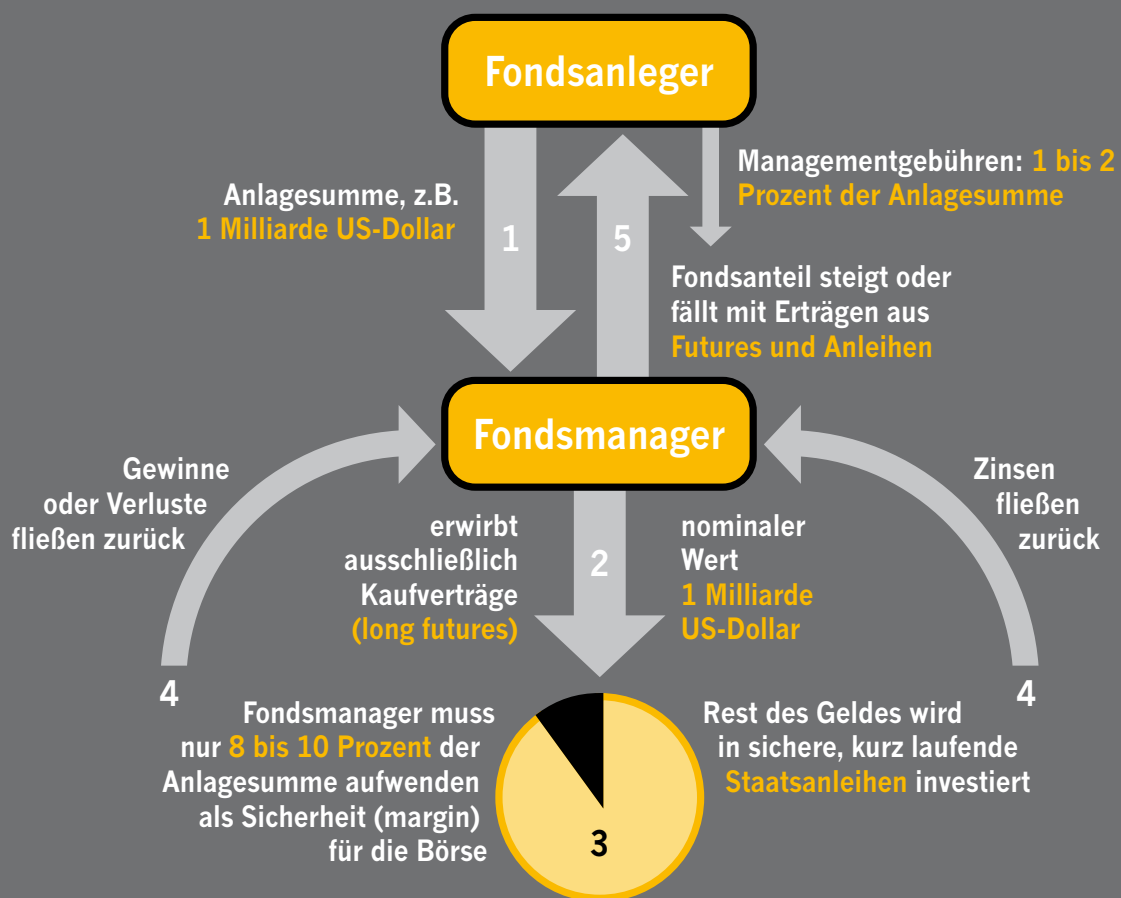 Fondsanleger
Anlagesumme, z.B.
1 Milliarde US-Dollar
1
5
Managementgebühren: 1 bis 2
Prozent der Anlagesumme
Fondsanteil steigt oder
fällt mit Erträgen aus
Futures und Anleihen
Fondsmanager
Gewinne
oder Verluste
fließen zurück
erwirbt
ausschließlich
Kaufverträge
(long futures)
2
nominaler
Wert
1 Milliarde
US-Dollar
Zinsen
fließen
zurück
4
Fondsmanager muss
nur 8 bis 10 Prozent der
Anlagesumme aufwenden
als Sicherheit (margin)
für die Börse
3
4
Rest des Geldes wird
in sichere, kurz laufende
Staatsanleihen investiert